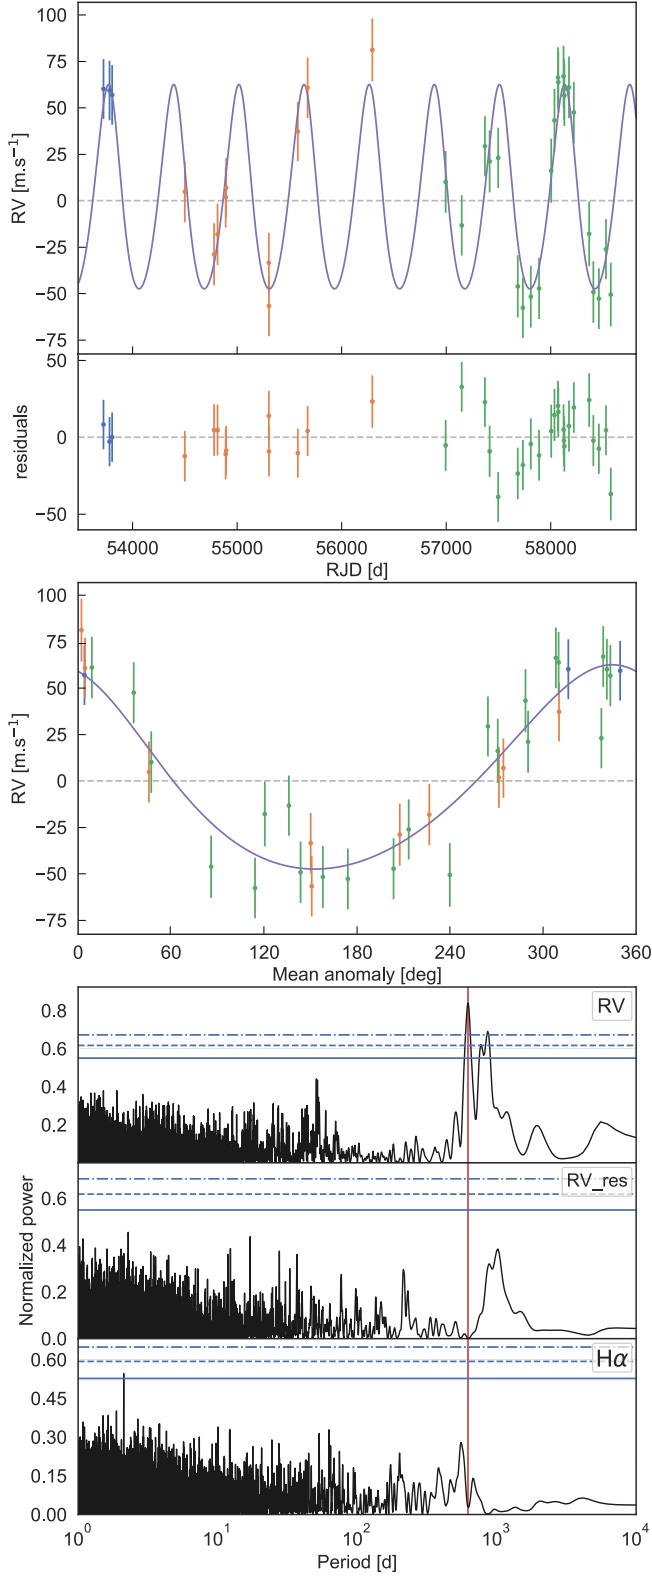 100
75
50
25
0
−25
−50
−75
RV [m.s⁻¹]
50
0
−50
residuals
54000 55000 56000 57000 58000
RJD [d]
100
75
50
25
0
−25
−50
−75
RV [m.s⁻¹]
0 60 120 180 240 300 360
Mean anomaly [deg]
RV
0.8
0.6
0.4
0.2
RV_res
0.6
0.4
0.2
0.0
Normalized power
Hα
0.60
0.45
0.30
0.15
0.00
10⁰ 10¹ 10² 10³ 10⁴
Period [d]